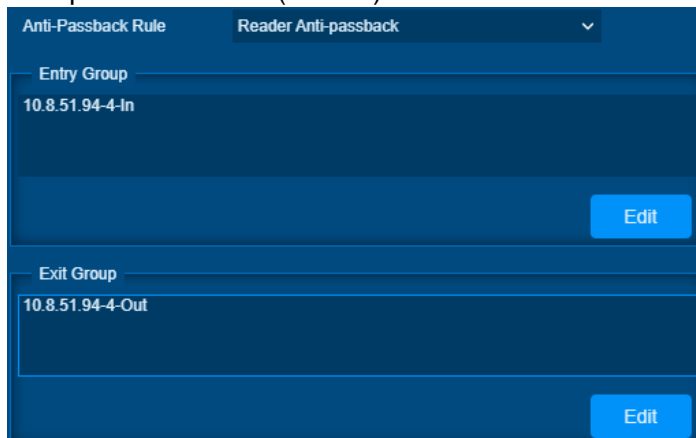 Anti-Passback Rule Reader Anti-passback
Entry Group
10.8.51.94-4-In
Edit
Exit Group
10.8.51.94-4-Out
Edit